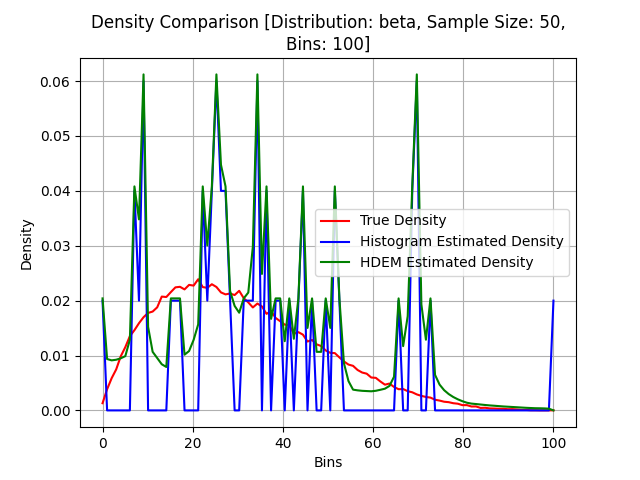 Density Comparison [Distribution: beta, Sample Size: 50,
Bins: 100]
Density
0.06
0.05
0.04
0.03
0.02
0.01
0.00
True Density
Histogram Estimated Density
HDEM Estimated Density
0 20 40 60 80 100
Bins